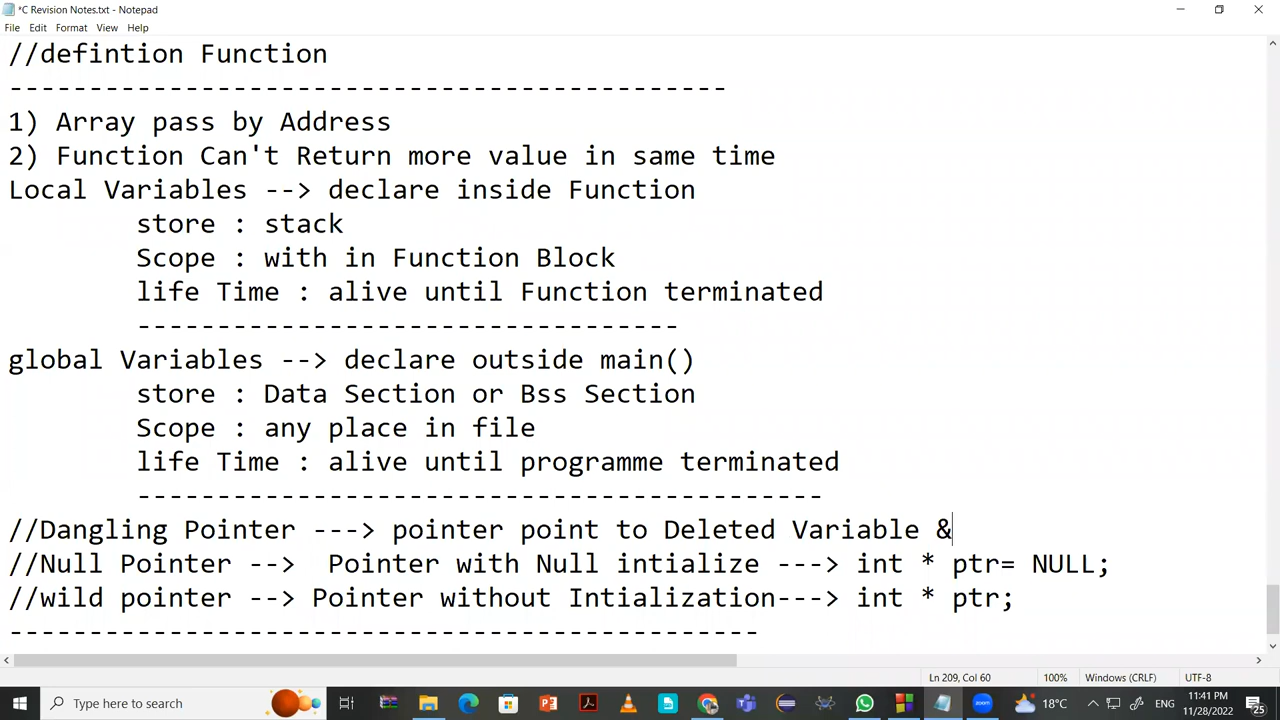 *C Revision Notes.txt - Notepad
File Edit Format View Help
//defintion Function
---------------------------------------------
1) Array pass by Address
2) Function Can't Return more value in same time
Local Variables --> declare inside Function
store : stack
Scope : with in Function Block
life Time : alive until Function terminated
----------------------------------
global Variables --> declare outside main()
store : Data Section or Bss Section
Scope : any place in file
life Time : alive until programme terminated
-------------------------------------------
//Dangling Pointer ---> pointer point to Deleted Variable &
//Null Pointer -->  Pointer with Null intialize ---> int * ptr= NULL;
//wild pointer --> Pointer without Intialization---> int * ptr;
-----------------------------------------------
Ln 209, Col 60 100% Windows (CRLF) UTF-8
Type here to search 18°C ENG 11:41 PM 11/28/2022 25